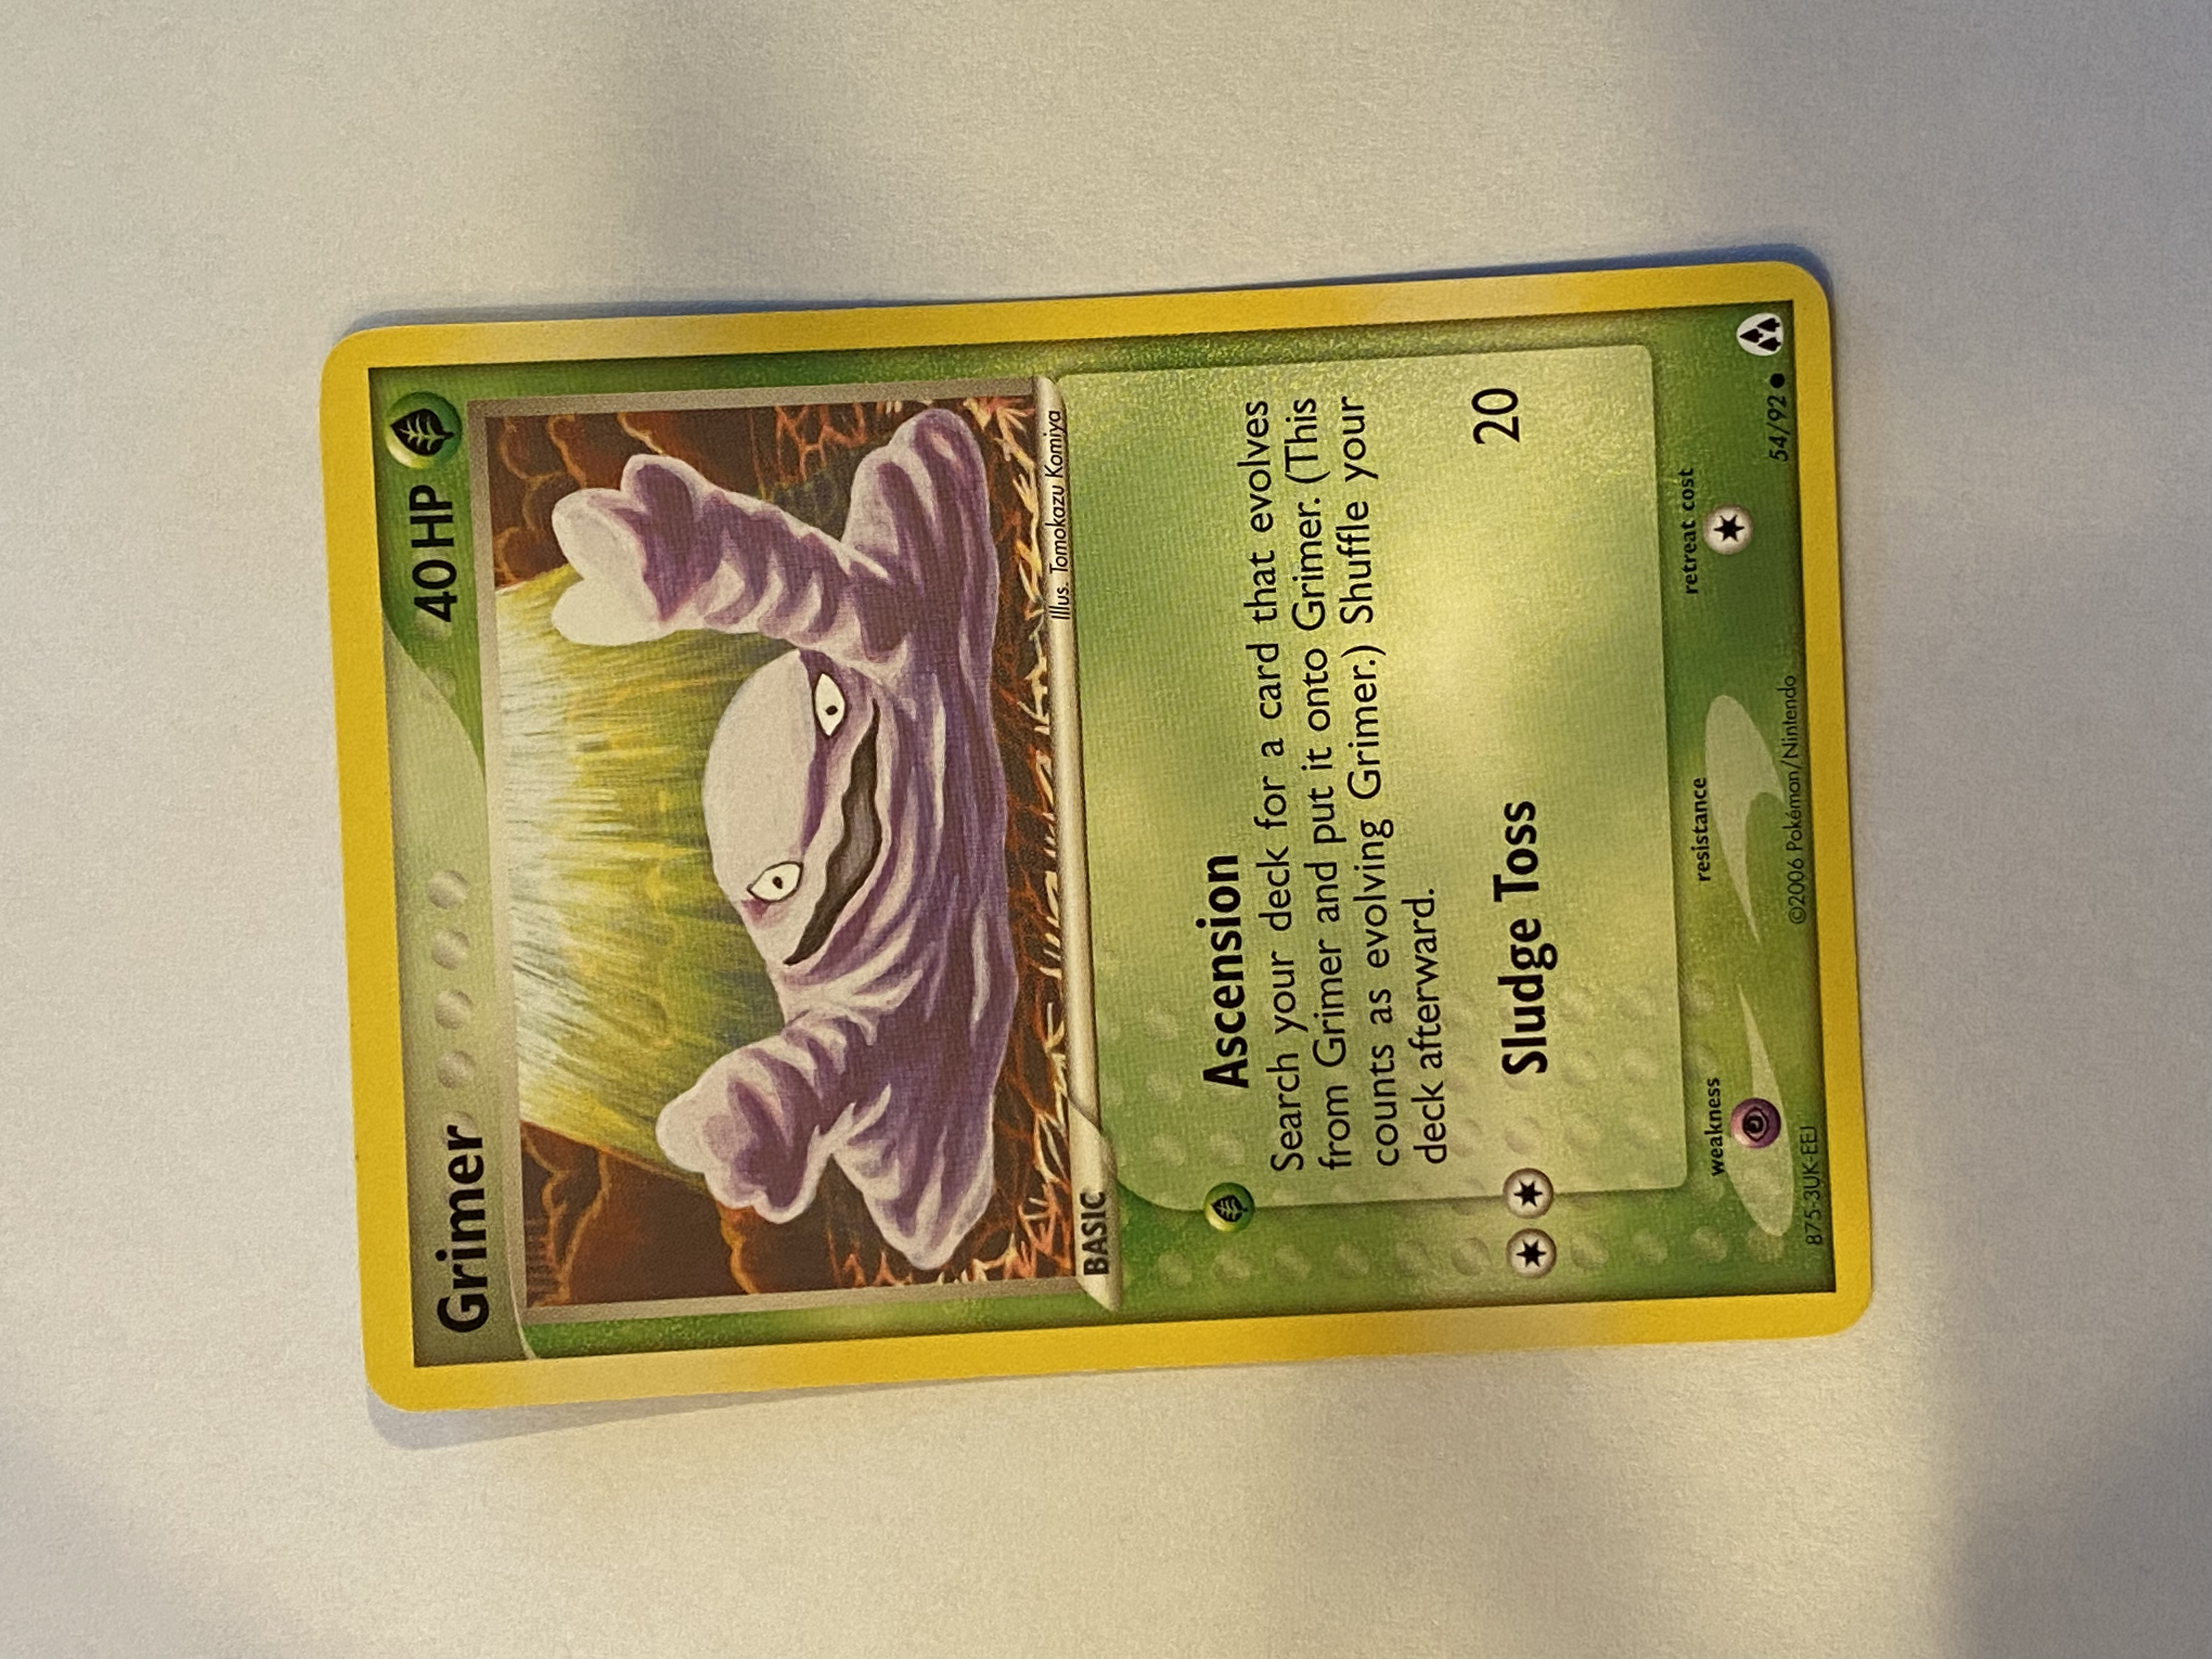 Grimer
40 HP
Illus. Tomokazu Komiya
BASIC
Ascension
Search your deck for a card that evolves
from Grimer and put it onto Grimer. (This
counts as evolving Grimer.) Shuffle your
deck afterward.
Sludge Toss 20
weakness resistance retreat cost
54/92
875-3UK-EEJ ©2006 Pokémon/Nintendo